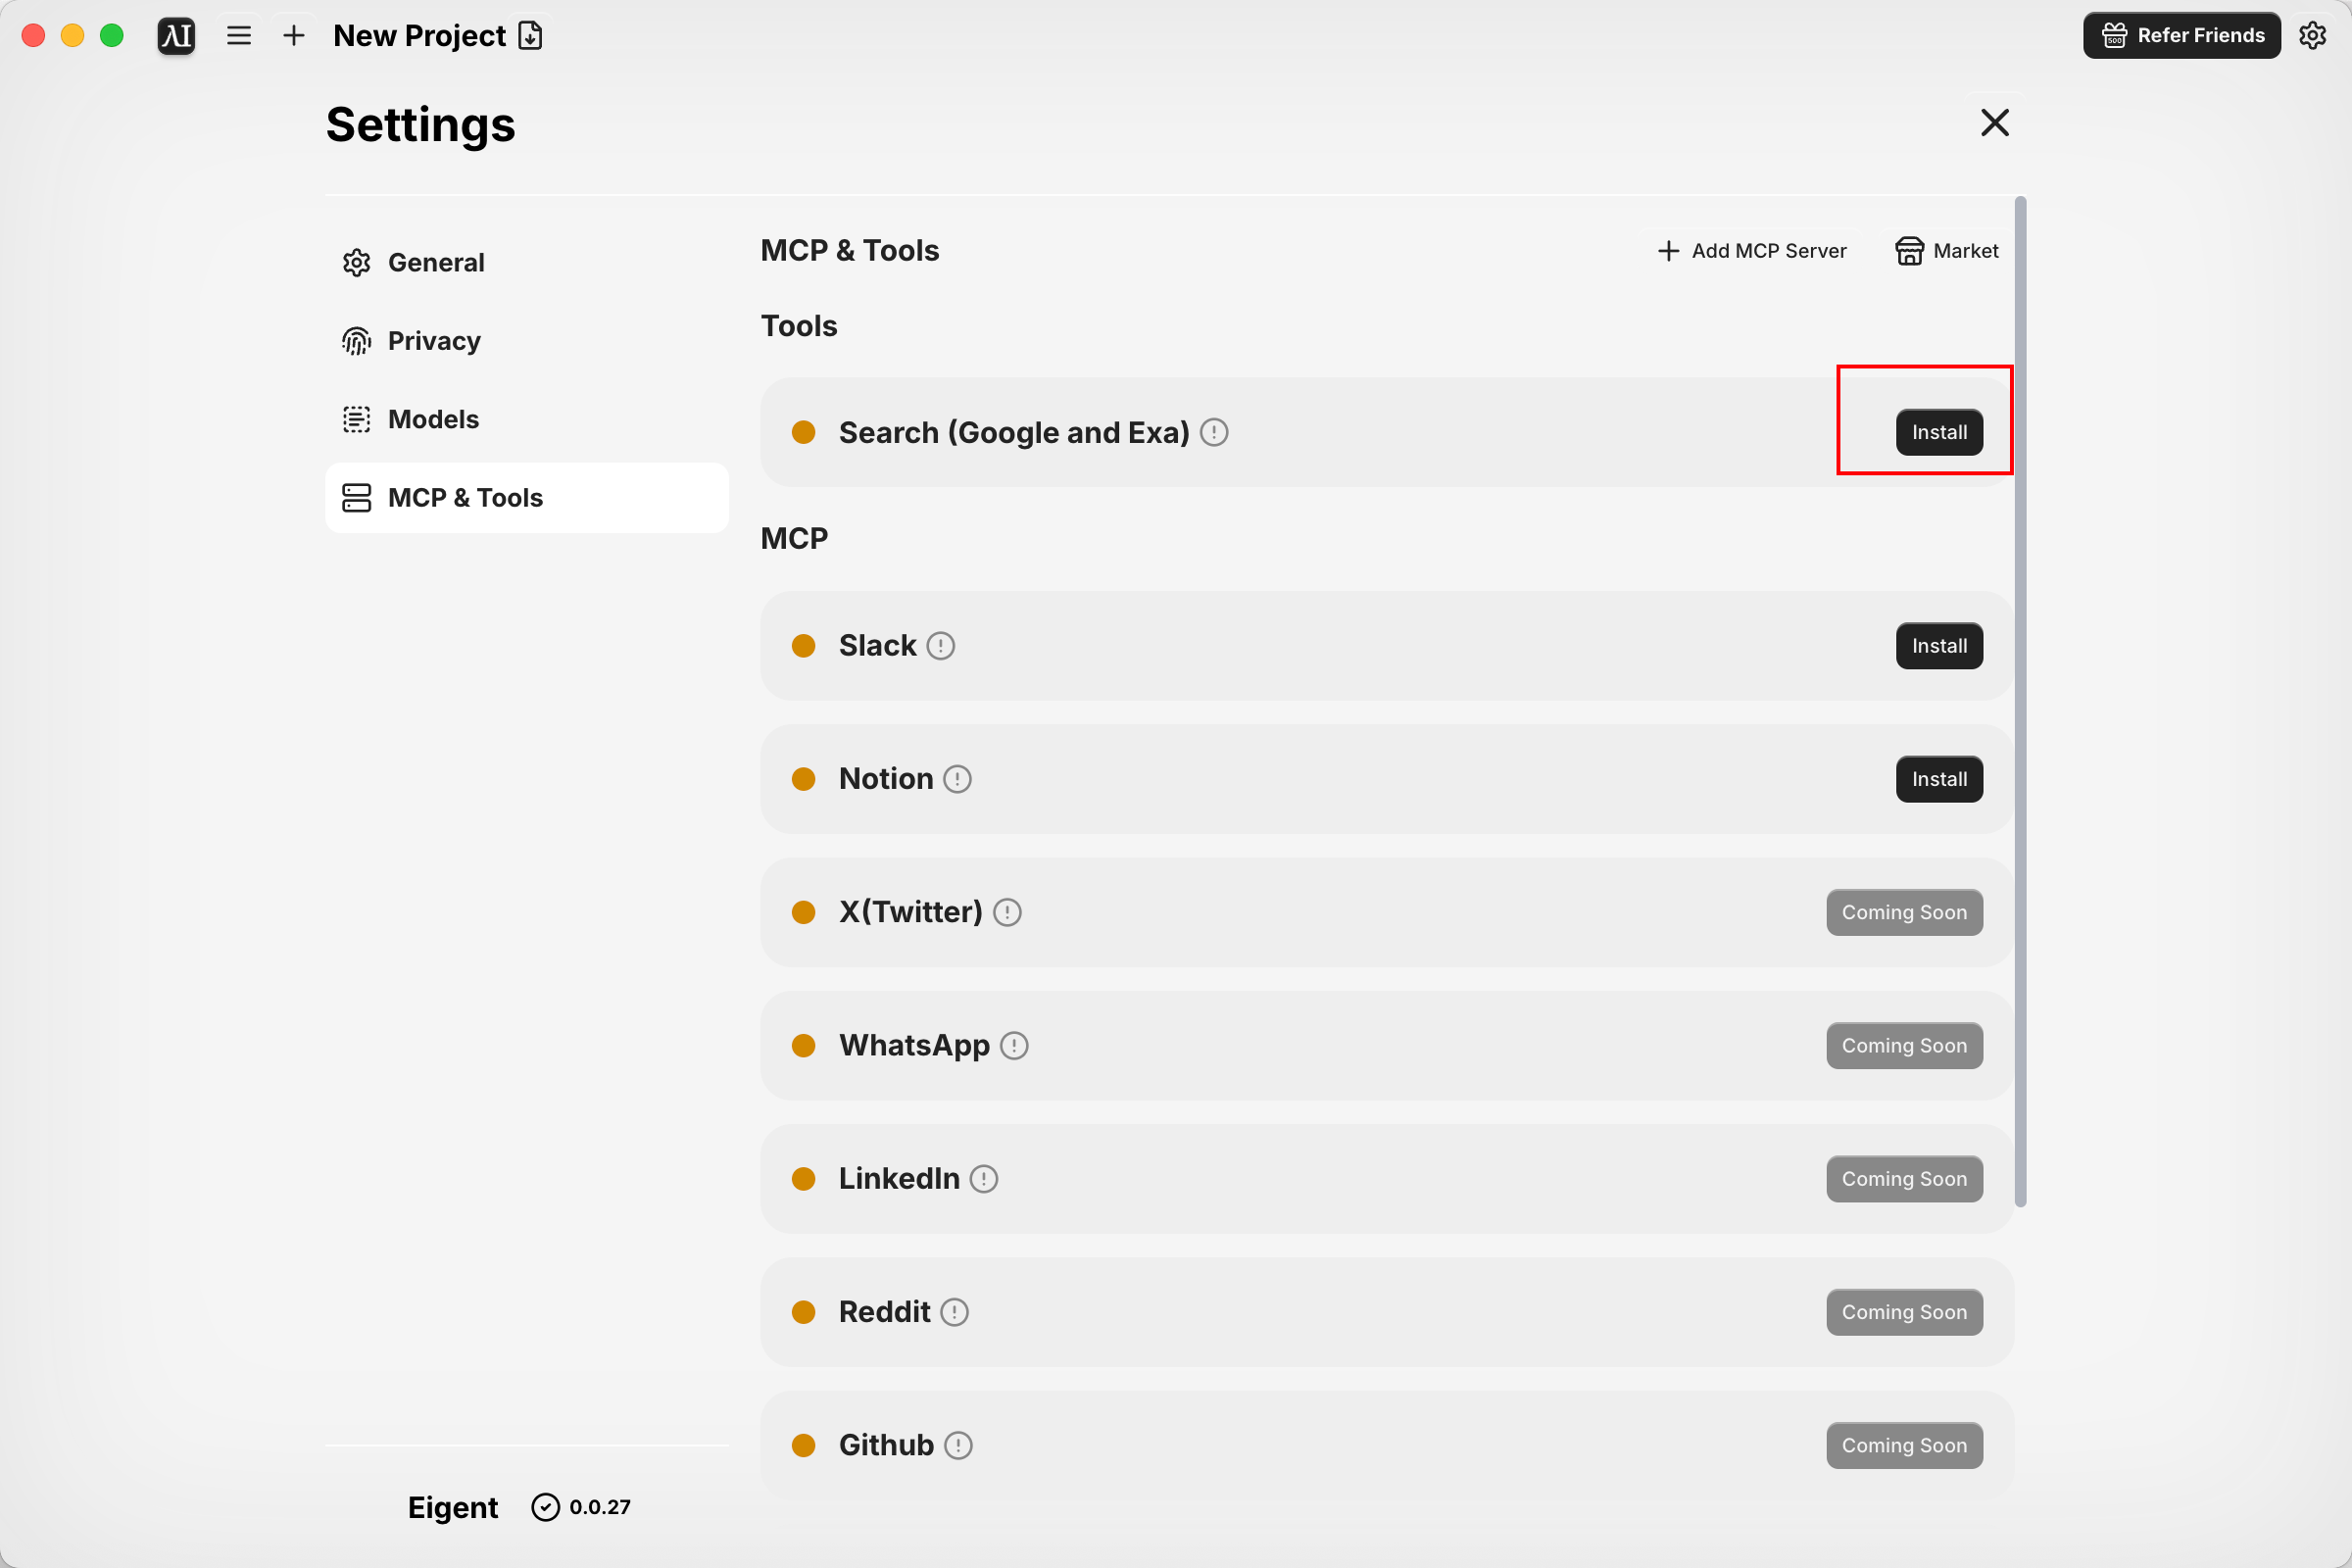 New Project
Refer Friends
Settings
General
Privacy
Models
MCP & Tools
Eigent
0.0.27
MCP & Tools
Add MCP Server
Market
Tools
Search (Google and Exa)
Install
MCP
Slack
Install
Notion
Install
X(Twitter)
Coming Soon
WhatsApp
Coming Soon
LinkedIn
Coming Soon
Reddit
Coming Soon
Github
Coming Soon